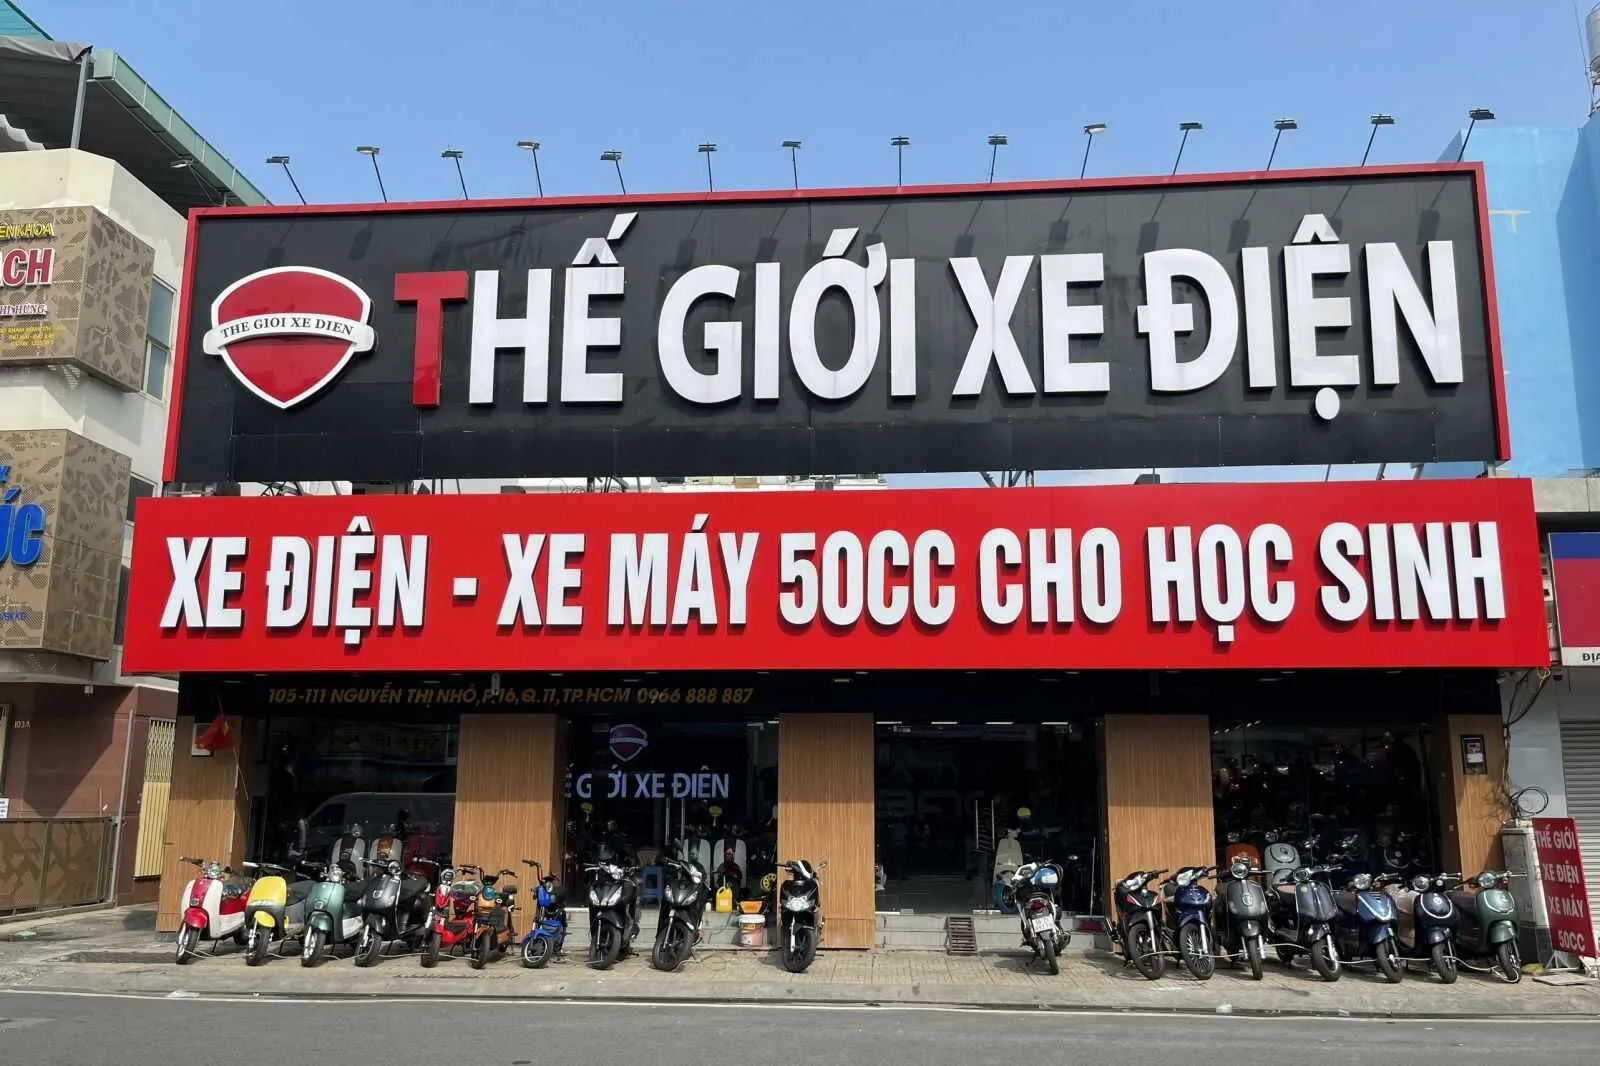 THẾ GIỚI XE ĐIỆN
THE GIOI XE DIEN
XE ĐIỆN - XE MÁY 50CC CHO HỌC SINH
105-111 NGUYỄN THỊ NHỎ, P.16, Q.11, TP.HCM 0966 888 887
GIỚI XE ĐIỆN
THẾ GIỚI
XE ĐIỆN
XE MÁY
50CC
103A